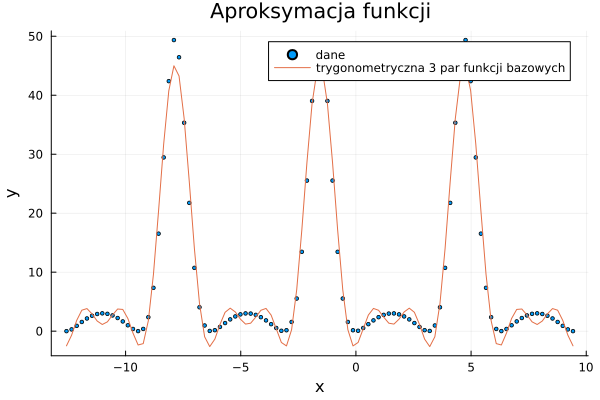 Aproksymacja funkcji
dane
trygonometryczna 3 par funkcji bazowych
y
50
40
30
20
10
0
−10
−5
0
5
10
x